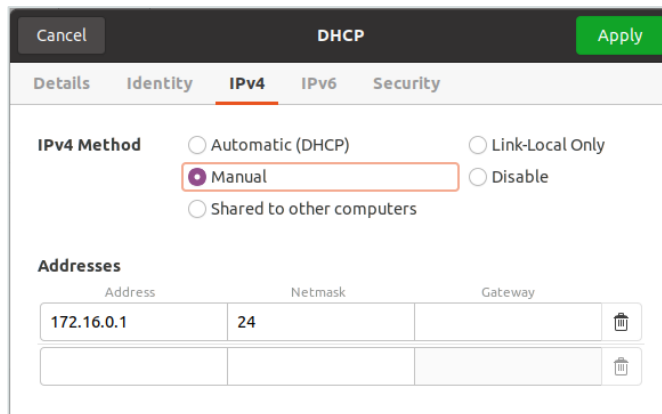 Cancel DHCP Apply
Details Identity IPv4 IPv6 Security
IPv4 Method Automatic (DHCP) Link-Local Only
Manual Disable
Shared to other computers
Addresses
Address Netmask Gateway
172.16.0.1 24